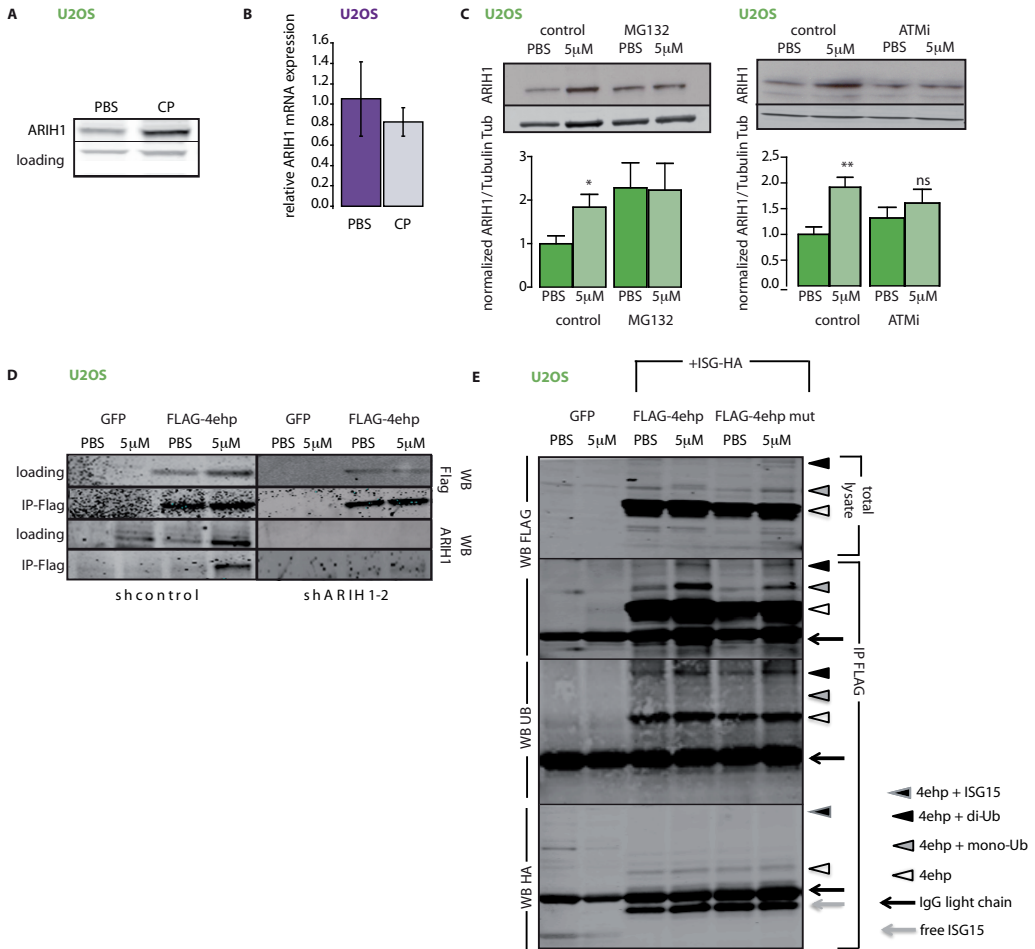 A U2OS
PBS CP
ARIH1
loading
B U2OS
relative ARIH1 mRNA expression
1.6
1.4
1.2
1.0
0.8
0.6
0.4
0.2
0.0
PBS CP
C U2OS
control MG132
PBS 5µM PBS 5µM
ARIH1
Tub
normalized ARIH1/Tubulin
3
2
1
0
*
PBS 5µM PBS 5µM
control MG132
U2OS
control ATMi
PBS 5µM PBS 5µM
ARIH1
Tub
normalized ARIH1/Tubulin
2.5
2.0
1.5
1.0
0.5
0.0
** ns
PBS 5µM PBS 5µM
control ATMi
D U2OS
GFP FLAG-4ehp GFP FLAG-4ehp
PBS 5µM PBS 5µM PBS 5µM PBS 5µM
loading
IP-Flag
loading
IP-Flag
WB Flag
WB ARIH1
shcontrol shARIH1-2
E U2OS
+ISG-HA
GFP FLAG-4ehp FLAG-4ehp mut
PBS 5µM PBS 5µM PBS 5µM
WB FLAG
WB UB
WB HA
total lysate
IP FLAG
4ehp + ISG15
4ehp + di-Ub
4ehp + mono-Ub
4ehp
IgG light chain
free ISG15